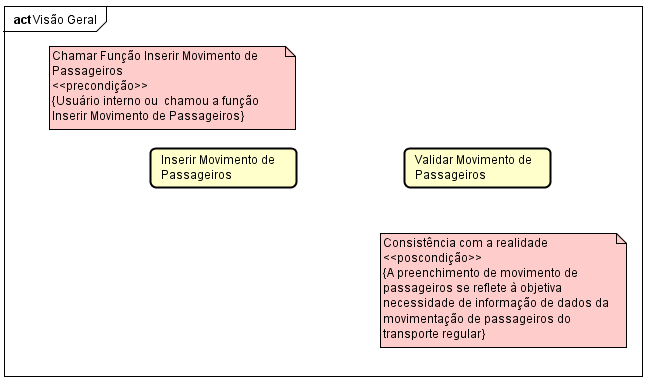 act Visão Geral
Chamar Função Inserir Movimento de
Passageiros
<<precondição>>
{Usuário interno ou  chamou a função
Inserir Movimento de Passageiros}
Inserir Movimento de
Passageiros
Validar Movimento de
Passageiros
Consistência com a realidade
<<poscondição>>
{A preenchimento de movimento de
passageiros se reflete à objetiva
necessidade de informação de dados da
movimentação de passageiros do
transporte regular}